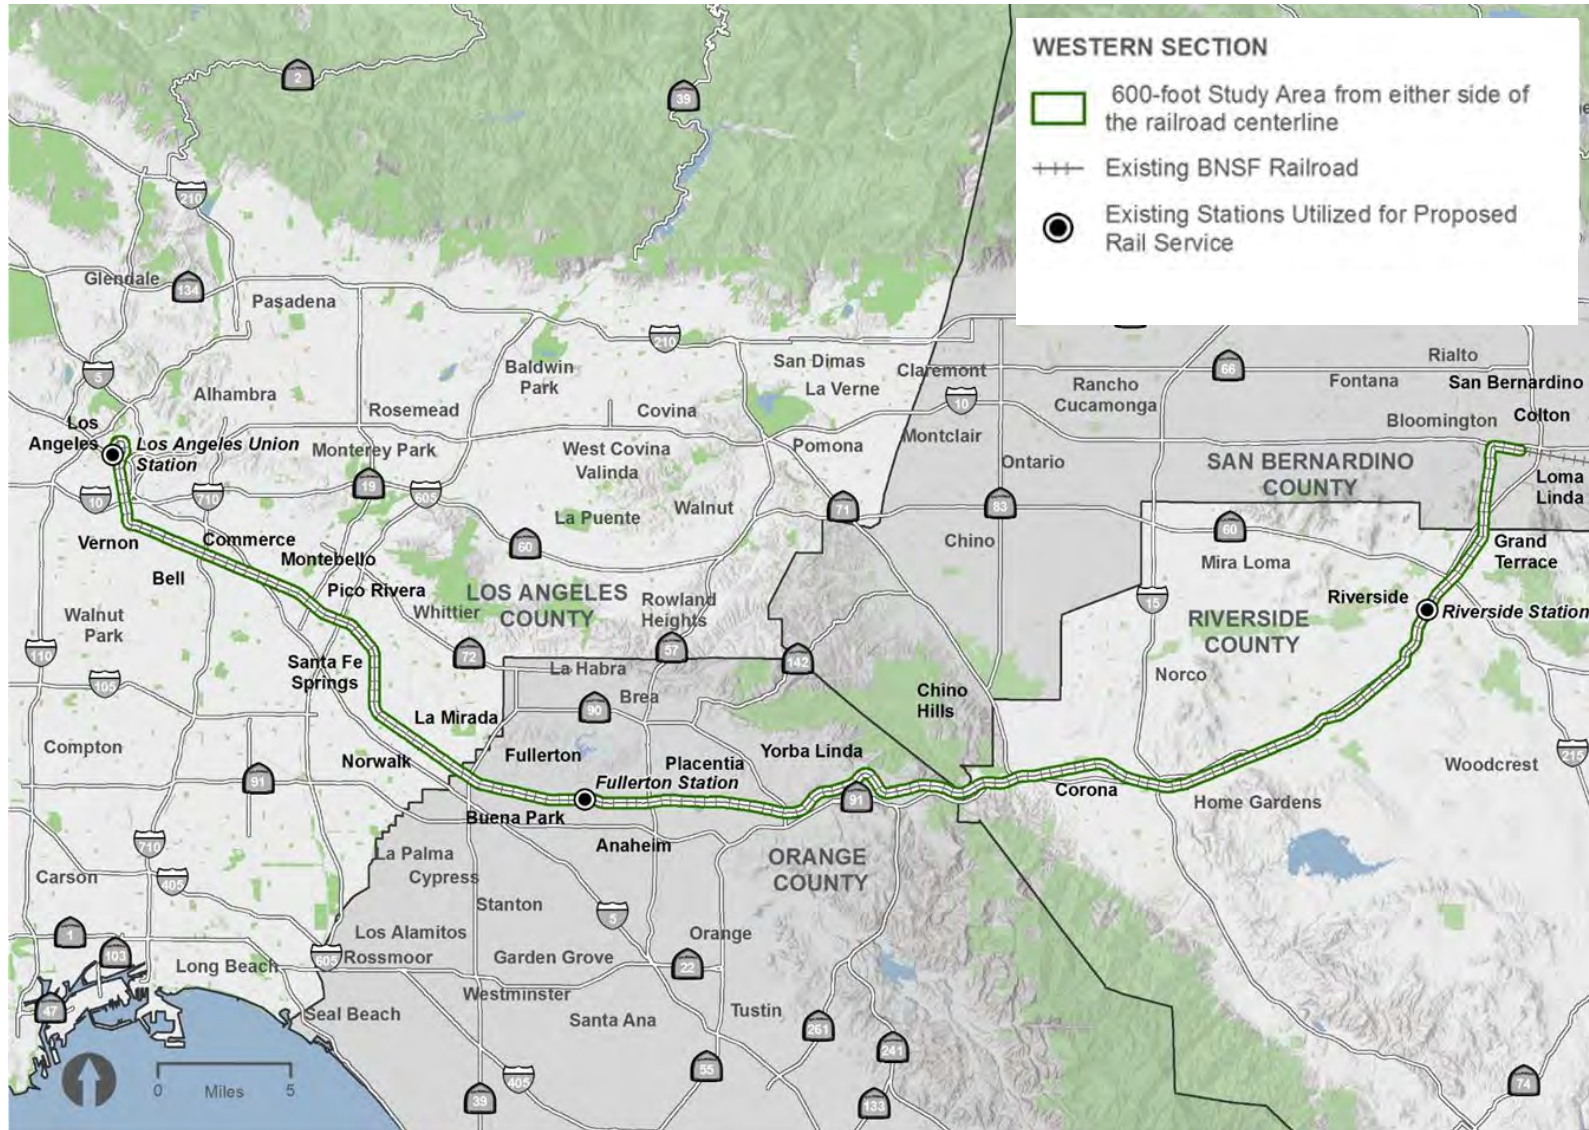 WESTERN SECTION
600-foot Study Area from either side of
the railroad centerline
Existing BNSF Railroad
Existing Stations Utilized for Proposed
Rail Service
2
39
210
Glendale
134
Pasadena
210
5
Baldwin
Park
San Dimas
La Verne
Claremont
66
Rialto
Fontana
San Bernardino
Rancho
Cucamonga
10
Alhambra
Rosemead
Covina
Bloomington
Colton
Los
Angeles
Los Angeles Union
Station
Monterey Park
West Covina
Valinda
Pomona
Montclair
Ontario
SAN BERNARDINO
COUNTY
Loma
Linda
10
710
19
605
La Puente
Walnut
71
83
60
Vernon
Commerce
60
Chino
Mira Loma
Grand
Terrace
Bell
Montebello
Pico Rivera
LOS ANGELES
COUNTY
Rowland
Heights
15
Riverside
Riverside Station
Whittier
RIVERSIDE
COUNTY
Walnut
Park
110
72
57
142
Santa Fe
Springs
La Habra
Norco
105
90
Brea
Chino
Hills
La Mirada
Compton
Norwalk
Fullerton
Placentia
Yorba Linda
215
Woodcrest
91
Fullerton Station
91
Corona
Home Gardens
Buena Park
Anaheim
710
La Palma
Cypress
ORANGE
COUNTY
Carson
405
Stanton
5
1
103
Los Alamitos
Orange
605
Rossmoor
Garden Grove
22
Long Beach
Westminster
47
Seal Beach
Santa Ana
Tustin
261
241
0 Miles 5
405
55
74
39
133